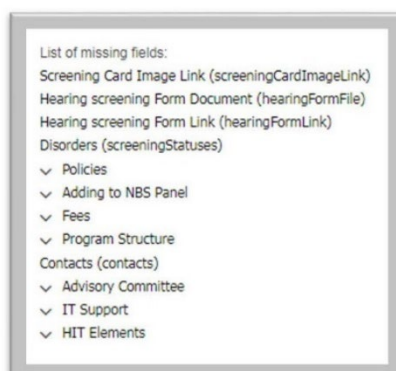 List of missing fields:
Screening Card Image Link (screeningCardImageLink)
Hearing screening Form Document (hearingFormFile)
Hearing screening Form Link (hearingFormLink)
Disorders (screeningStatuses)
Policies
Adding to NBS Panel
Fees
Program Structure
Contacts (contacts)
Advisory Committee
IT Support
HIT Elements